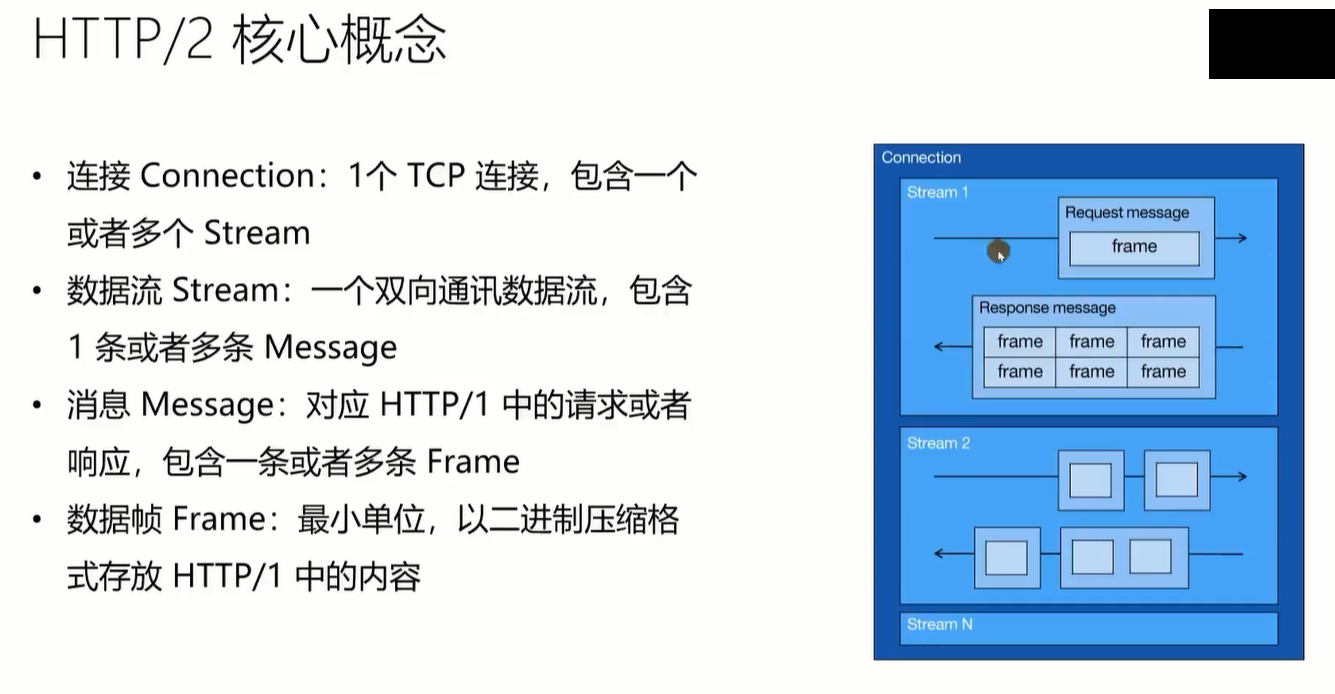 HTTP/2 核心概念
• 连接 Connection：1个 TCP 连接，包含一个
或者多个 Stream
• 数据流 Stream：一个双向通讯数据流，包含
1 条或者多条 Message
• 消息 Message：对应 HTTP/1 中的请求或者
响应，包含一条或者多条 Frame
• 数据帧 Frame：最小单位，以二进制压缩格
式存放 HTTP/1 中的内容
Connection
Stream 1
Request message
frame
Response message
frame frame frame
frame frame frame
Stream 2
Stream N